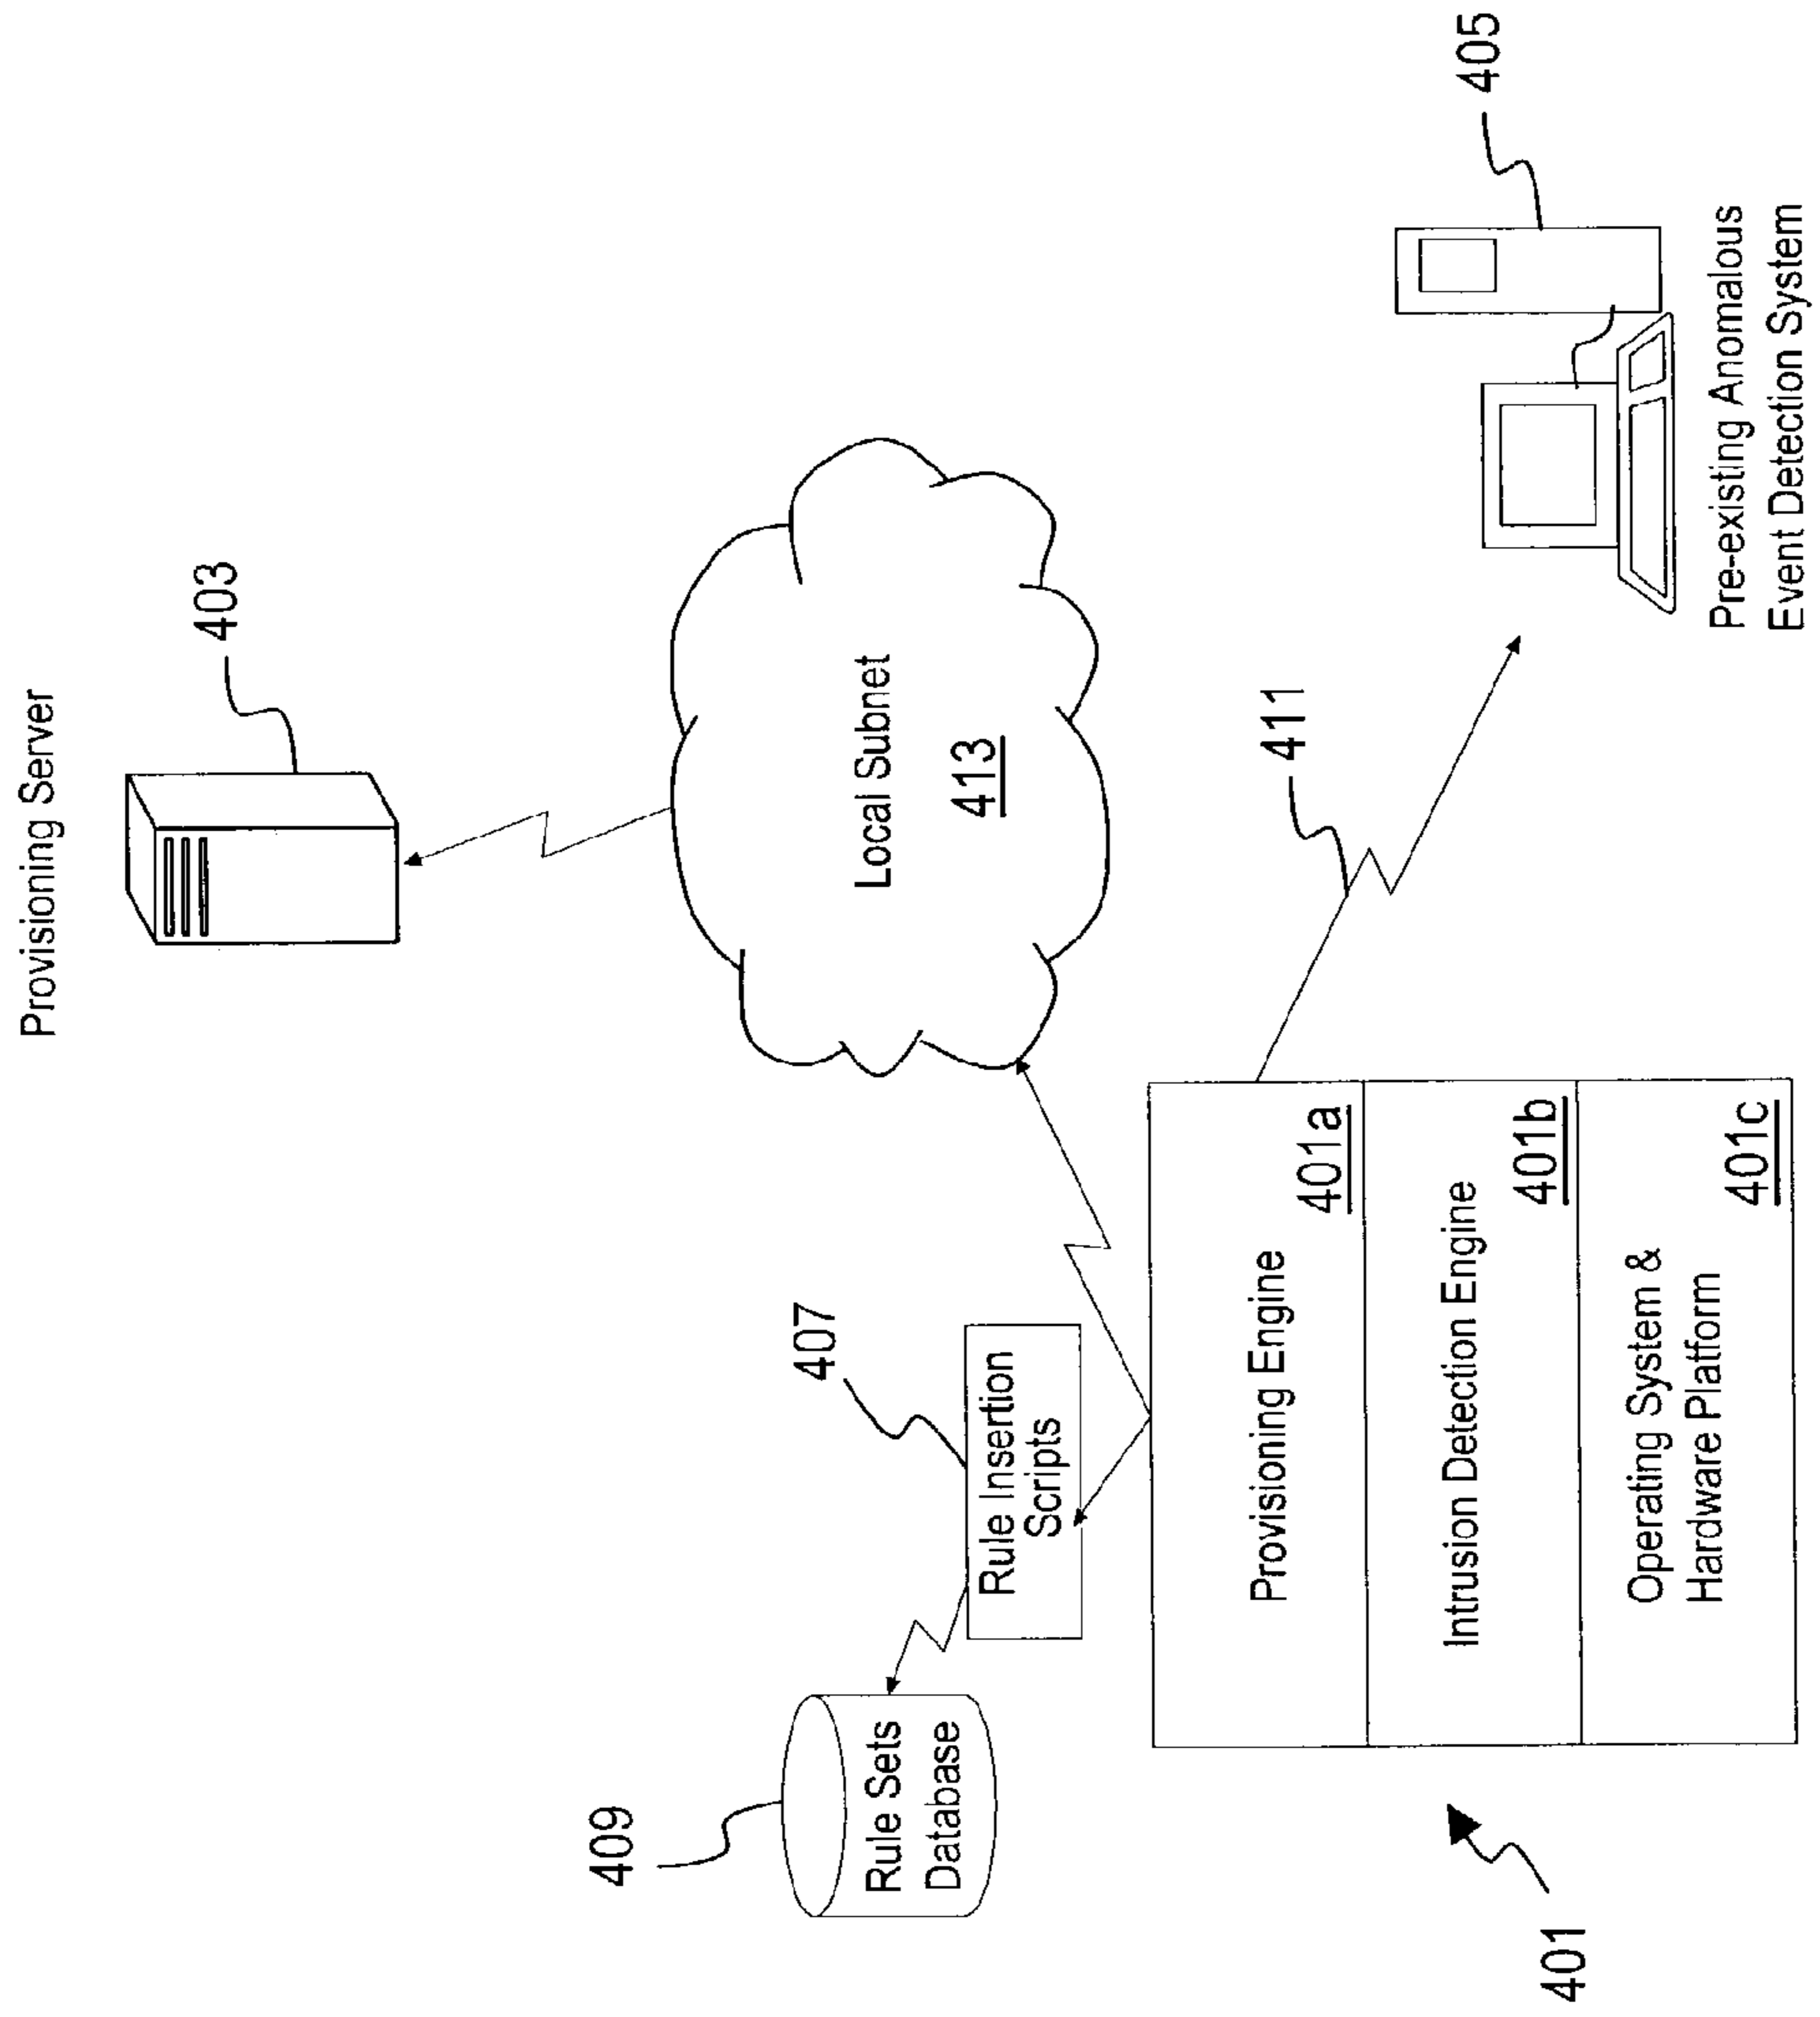 Provisioning Server
403
Local Subnet
413
409
Rule Sets
Database
407
Rule Insertion
Scripts
411
405
Pre-existing Anomalous
Event Detection System
Provisioning Engine
401a
Intrusion Detection Engine
401b
Operating System &
Hardware Platform
401c
401